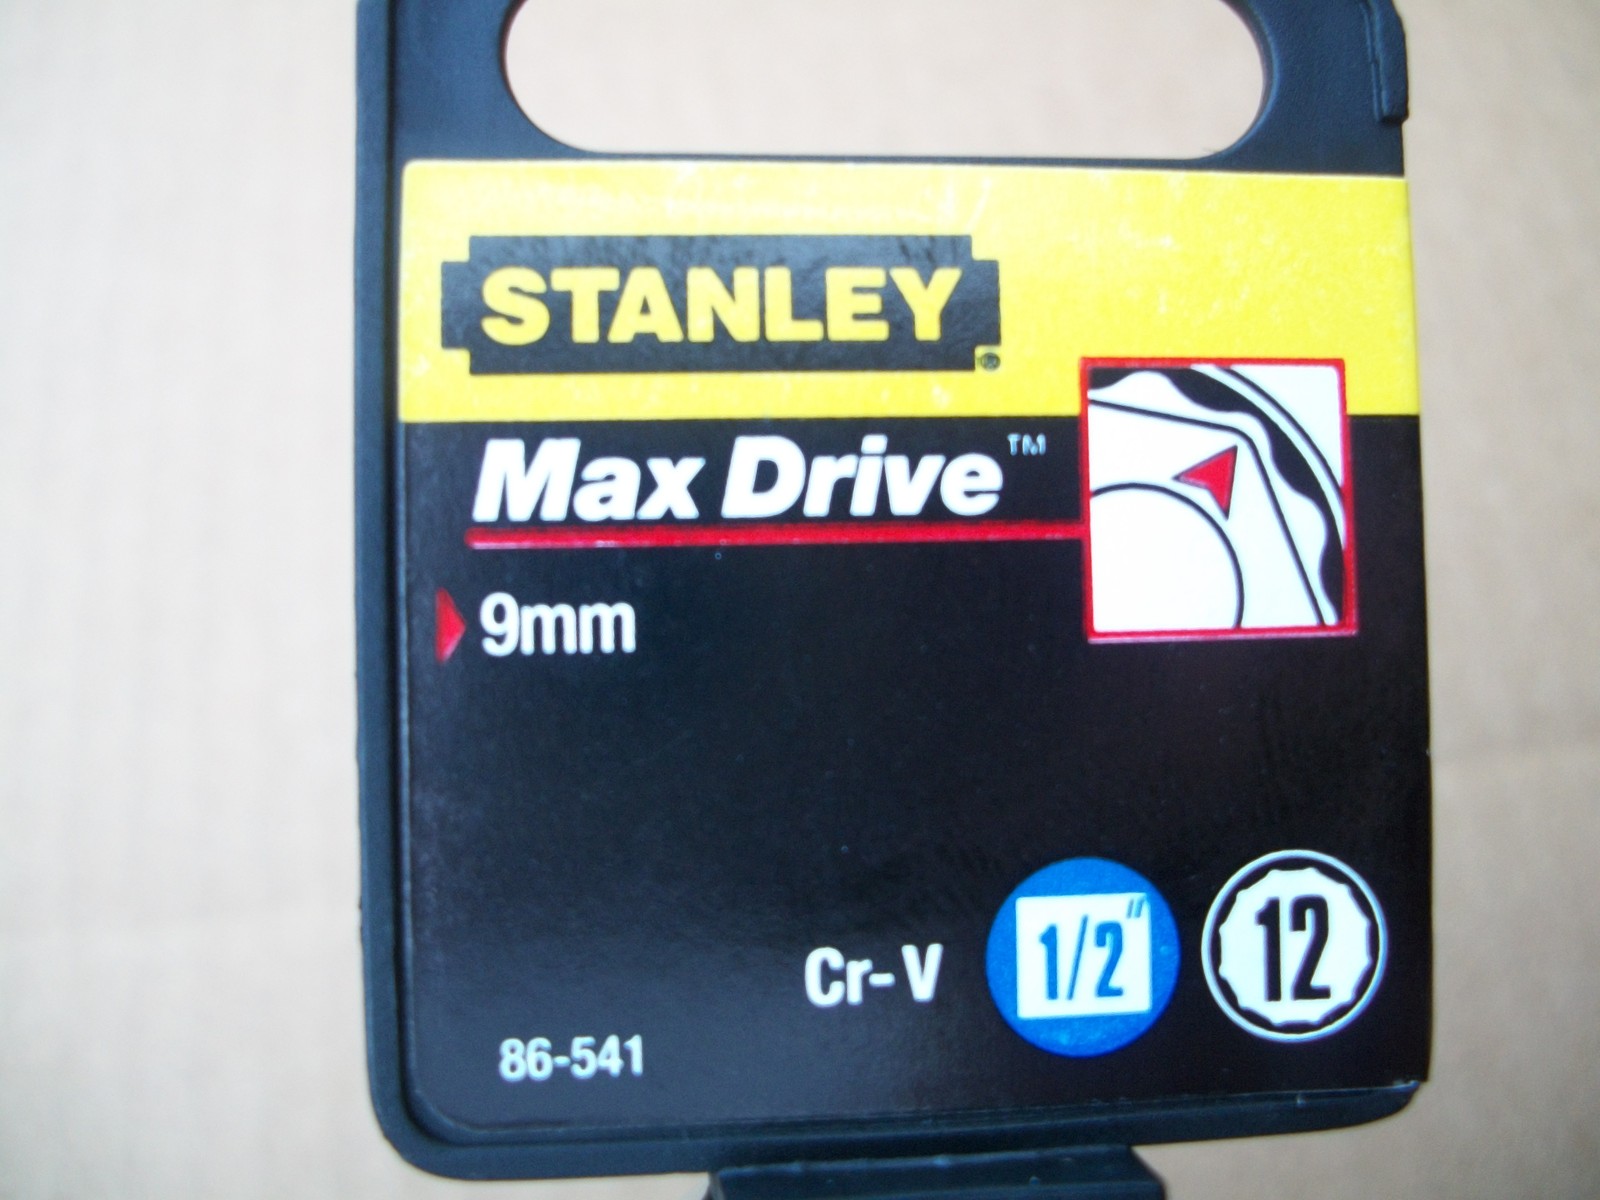 STANLEY®
Max Drive™
9mm
Cr-V
1/2"
12
86-541